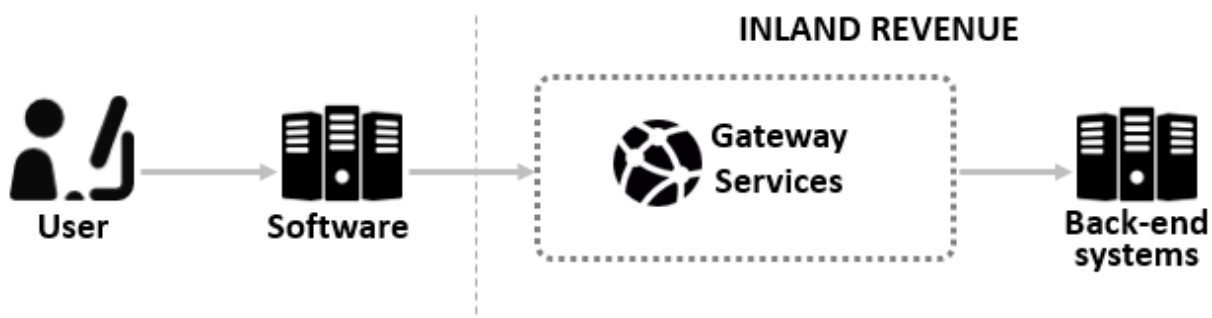 INLAND REVENUE
Gateway
Services
User
Software
Back-end
systems